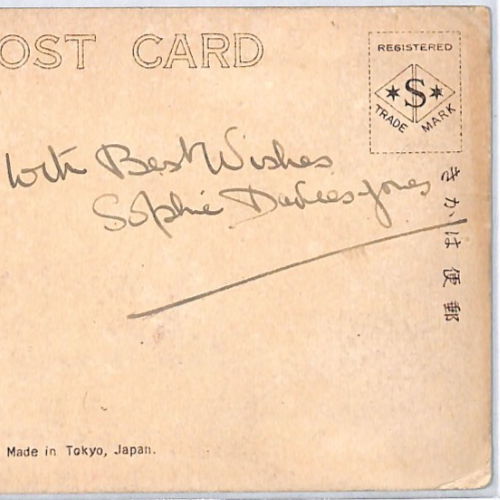 OST CARD
REGISTERED
S
TRADE MARK
With Best Wishes
Sophie Davies-Jones
きかは便郵
Made in Tokyo, Japan.